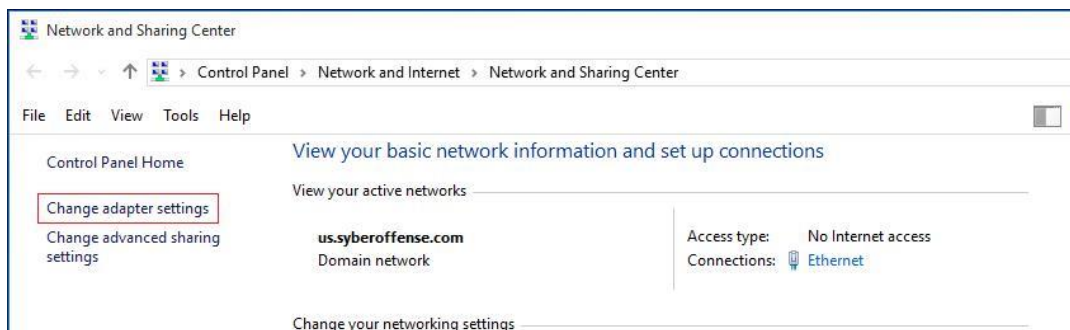 Network and Sharing Center
Control Panel > Network and Internet > Network and Sharing Center
File Edit View Tools Help
Control Panel Home
Change adapter settings
Change advanced sharing
settings
View your basic network information and set up connections
View your active networks
us.syberoffense.com
Domain network
Access type: No Internet access
Connections: Ethernet
Change your networking settings